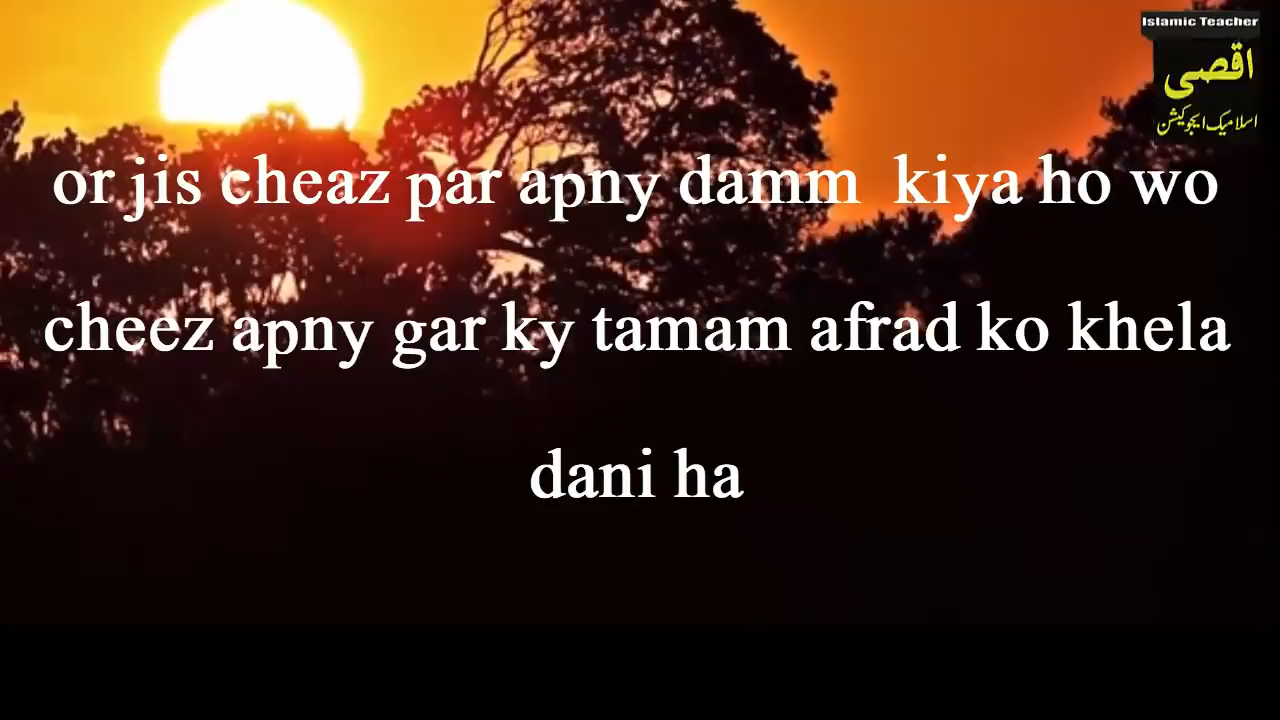 Islamic Teacher
اقصی
اسلامیک ایجوکیشن
or jis cheaz par apny damm kiya ho wo
cheez apny gar ky tamam afrad ko khela
dani ha